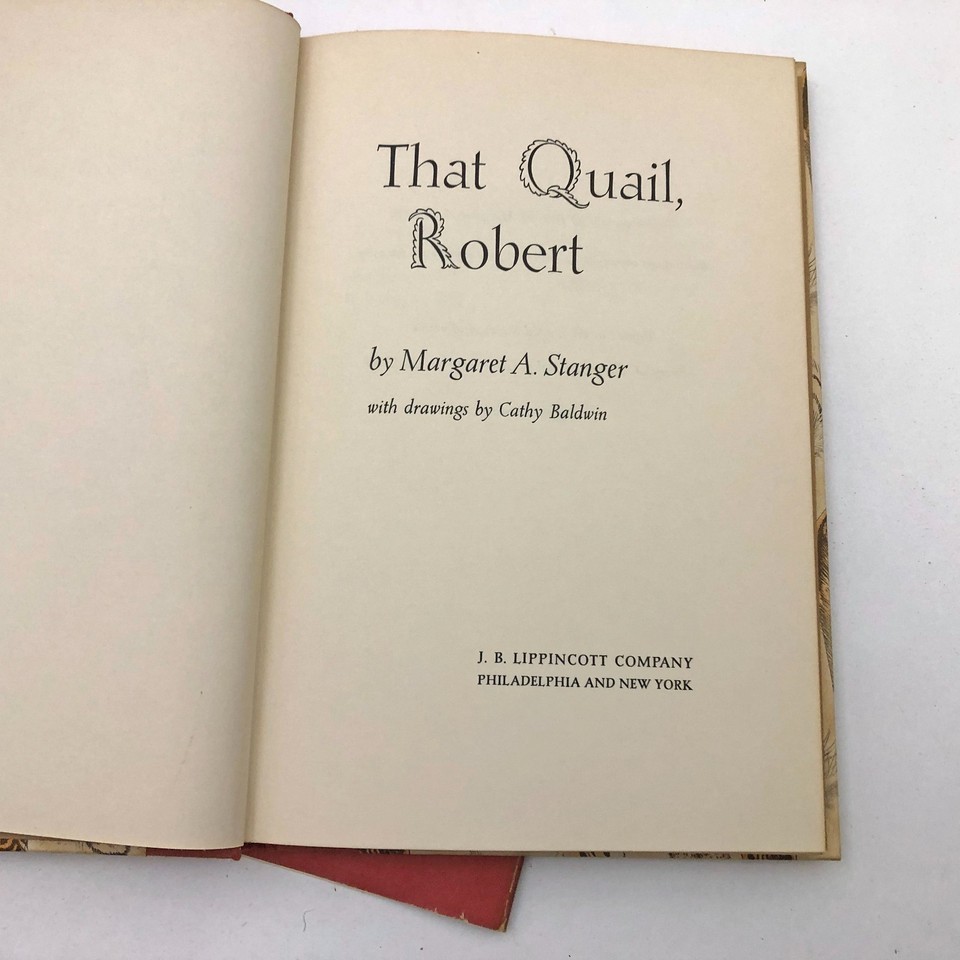 That Quail,
Robert
by Margaret A. Stanger
with drawings by Cathy Baldwin
J. B. LIPPINCOTT COMPANY
PHILADELPHIA AND NEW YORK